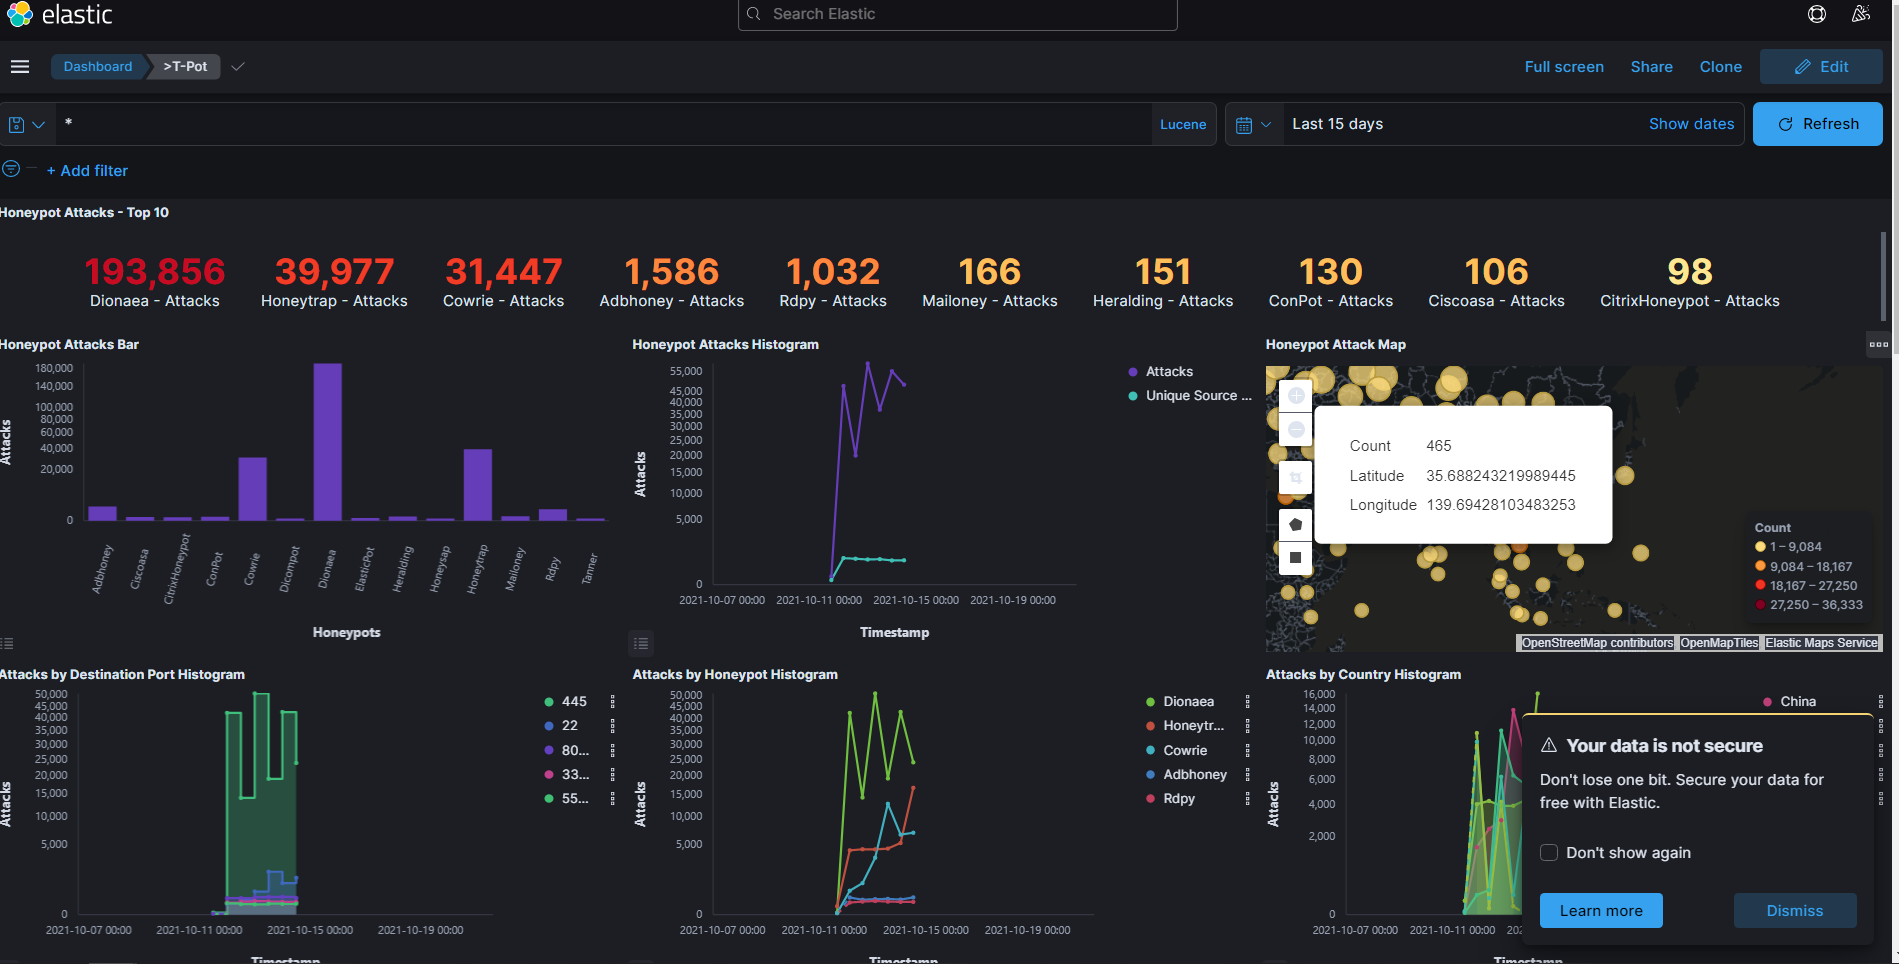 elastic
Search Elastic
Dashboard
>T-Pot
Full screen
Share
Clone
Edit
*
Lucene
Last 15 days
Show dates
Refresh
+ Add filter
Honeypot Attacks - Top 10
193,856
Dionaea - Attacks
39,977
Honeytrap - Attacks
31,447
Cowrie - Attacks
1,586
Adbhoney - Attacks
1,032
Rdpy - Attacks
166
Mailoney - Attacks
151
Heralding - Attacks
130
ConPot - Attacks
106
Ciscoasa - Attacks
98
CitrixHoneypot - Attacks
Honeypot Attacks Bar
Attacks
180,000
140,000
100,000
80,000
60,000
40,000
20,000
0
Adbhoney
Ciscoasa
CitrixHoneypot
ConPot
Cowrie
Dicompot
Dionaea
ElasticPot
Heralding
Honeysap
Honeytrap
Mailoney
Rdpy
Tanner
Honeypots
Honeypot Attacks Histogram
Attacks
55,000
45,000
40,000
35,000
30,000
25,000
20,000
15,000
10,000
5,000
0
2021-10-07 00:00
2021-10-11 00:00
2021-10-15 00:00
2021-10-19 00:00
Timestamp
Attacks
Unique Source ...
Honeypot Attack Map
Count 465
Latitude 35.688243219989445
Longitude 139.69428103483253
Count
1 – 9,084
9,084 – 18,167
18,167 – 27,250
27,250 – 36,333
OpenStreetMap contributors
OpenMapTiles
Elastic Maps Service
Attacks by Destination Port Histogram
Attacks
50,000
45,000
40,000
35,000
30,000
25,000
20,000
15,000
10,000
5,000
0
2021-10-07 00:00
2021-10-11 00:00
2021-10-15 00:00
2021-10-19 00:00
Timestamp
445
22
80...
33...
55...
Attacks by Honeypot Histogram
Attacks
50,000
45,000
40,000
35,000
30,000
25,000
20,000
15,000
10,000
5,000
0
2021-10-07 00:00
2021-10-11 00:00
2021-10-15 00:00
2021-10-19 00:00
Timestamp
Dionaea
Honeytr...
Cowrie
Adbhoney
Rdpy
Attacks by Country Histogram
Attacks
16,000
14,000
12,000
10,000
8,000
6,000
4,000
2,000
0
2021-10-07 00:00
2021-10-11 00:00
202
Timestamp
China
Your data is not secure
Don't lose one bit. Secure your data for
free with Elastic.
Don't show again
Learn more
Dismiss